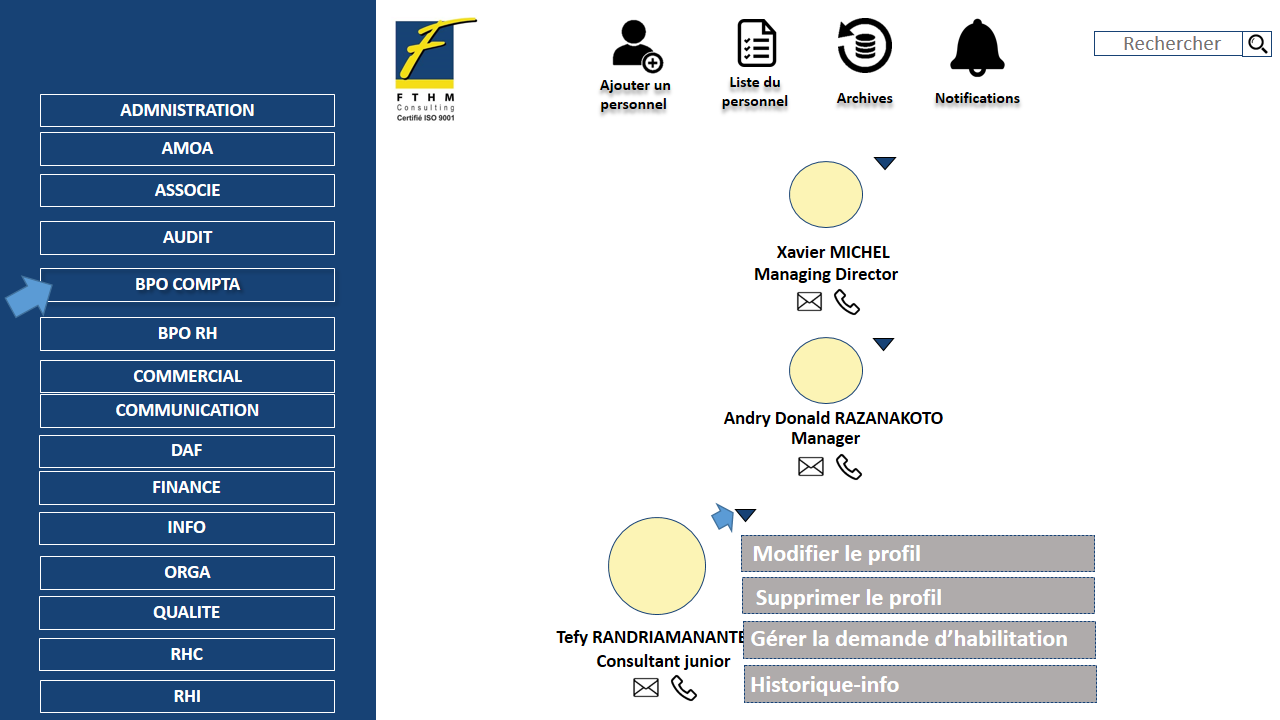 ADMNISTRATION
AMOA
ASSOCIE
AUDIT
BPO COMPTA
BPO RH
COMMERCIAL
COMMUNICATION
DAF
FINANCE
INFO
ORGA
QUALITE
RHC
RHI
F
FTHM
Consulting
Certifié ISO 9001
Ajouter un
personnel
Liste du
personnel
Archives
Notifications
Rechercher
Xavier MICHEL
Managing Director
Andry Donald RAZANAKOTO
Manager
Tefy RANDRIAMANANTE
Consultant junior
Modifier le profil
Supprimer le profil
Gérer la demande d’habilitation
Historique-info